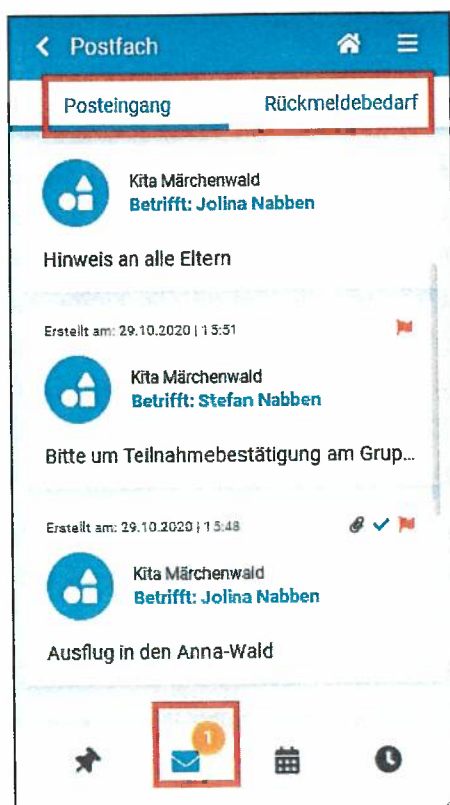 Postfach
Posteingang Rückmeldebedarf
Kita Märchenwald
Betrifft: Jolina Nabben
Hinweis an alle Eltern
Erstellt am: 29.10.2020 | 15:51
Kita Märchenwald
Betrifft: Stefan Nabben
Bitte um Teilnahmebestätigung am Grup...
Erstellt am: 29.10.2020 | 15:48
Kita Märchenwald
Betrifft: Jolina Nabben
Ausflug in den Anna-Wald
1